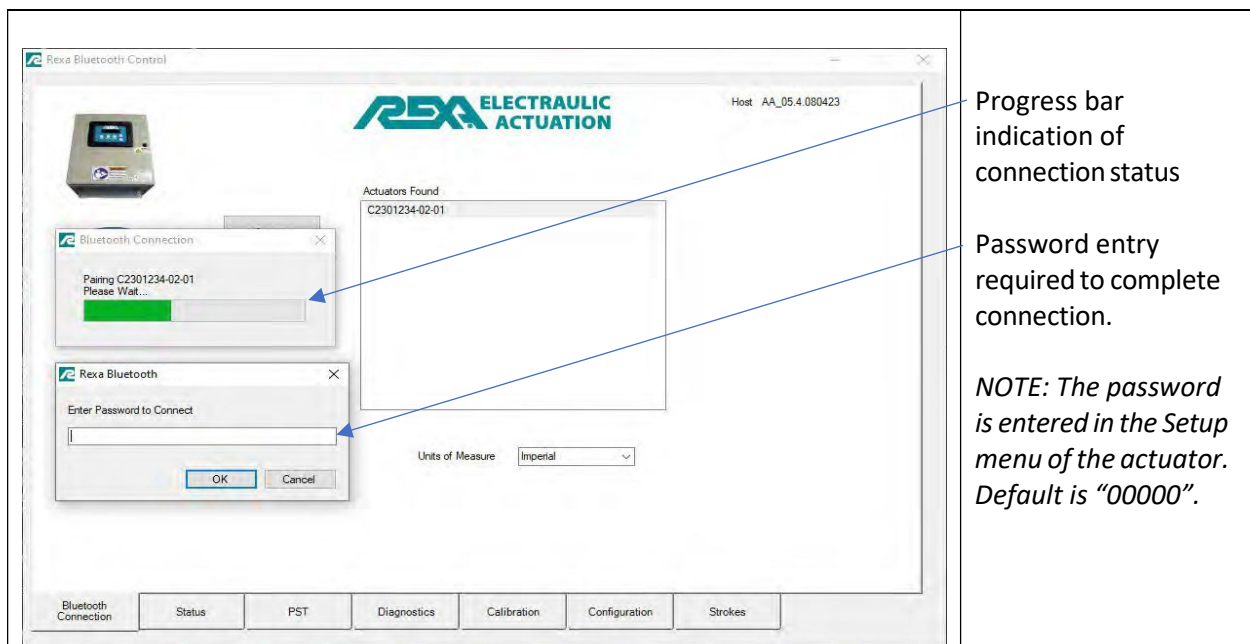 Rexa Bluetooth Control
REXA ELECTRAULIC
ACTUATION
Host AA_05.4.080423
Actuators Found
C2301234-02-01
Bluetooth Connection
Pairing C2301234-02-01
Please Wait...
Rexa Bluetooth
Enter Password to Connect
OK Cancel
Units of Measure Imperial
Bluetooth
Connection
Status
PST
Diagnostics
Calibration
Configuration
Strokes
Progress bar
indication of
connection status
Password entry
required to complete
connection.
NOTE: The password
is entered in the Setup
menu of the actuator.
Default is “00000”.